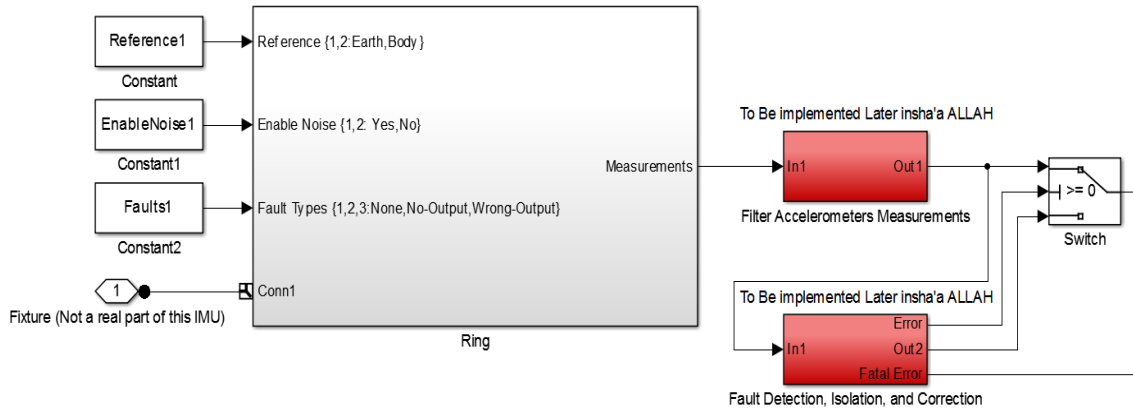 Reference1
Constant
EnableNoise1
Constant1
Faults1
Constant2
1
Fixture (Not a real part of this IMU)
Reference {1,2:Earth,Body }
Enable Noise {1,2: Yes,No}
Fault Types {1,2,3:None,No-Output,Wrong-Output}
Conn1
Measurements
Ring
To Be implemented Later insha'a ALLAH
In1
Out1
Filter Accelerometers Measurements
>= 0
Switch
To Be implemented Later insha'a ALLAH
In1
Error
Out2
Fatal Error
Fault Detection, Isolation, and Correction